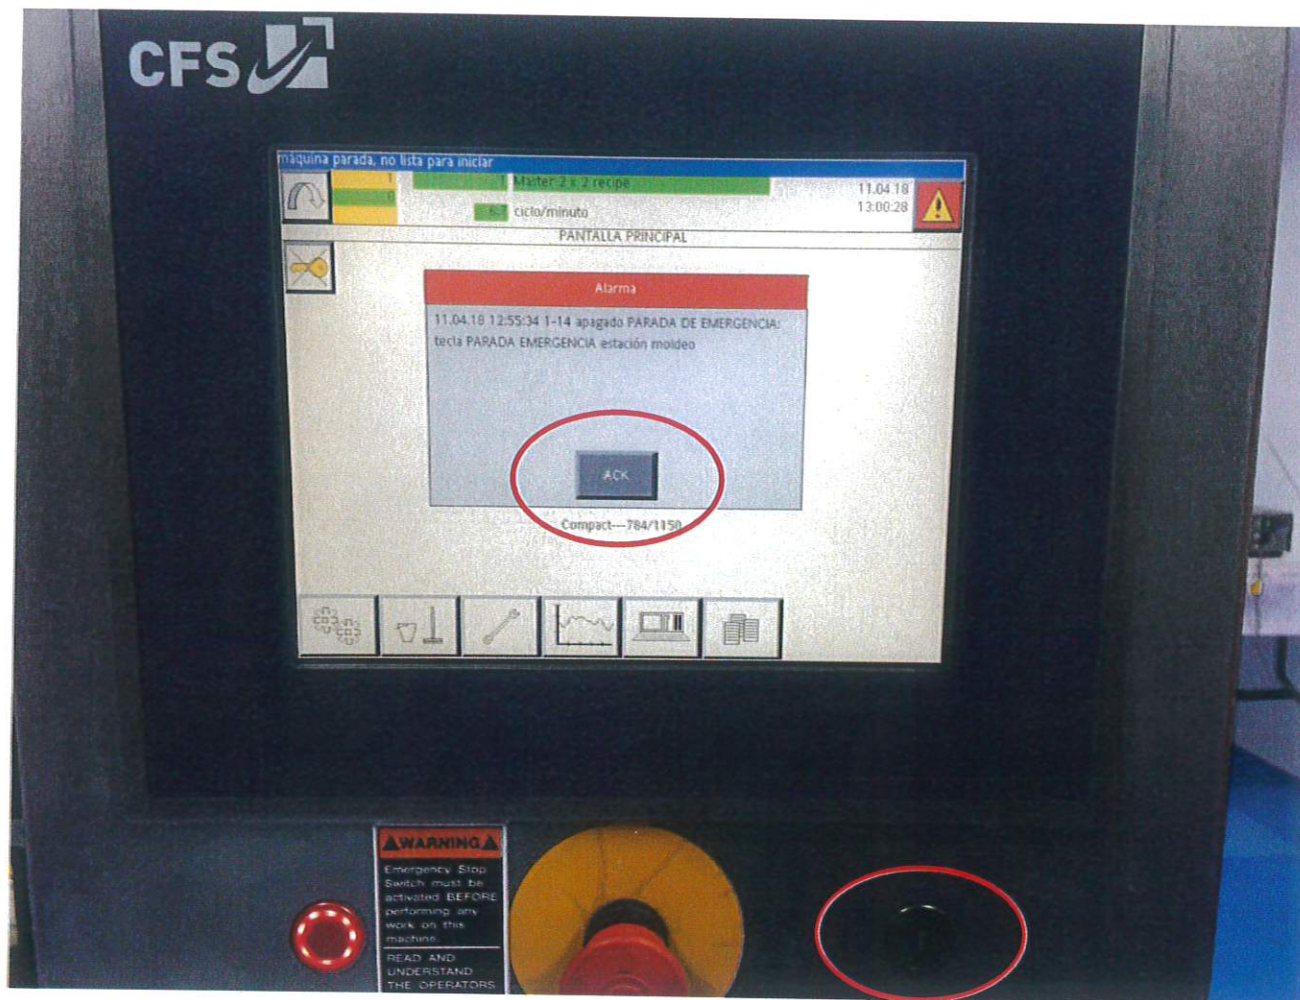 CFS
máquina parada, no lista para iniciar
1
1 Master 2 x 2 recipe
11.04.18
0
ciclo/minuto
13:00:28
PANTALLA PRINCIPAL
Alarma
11.04.18 12:55:34 1-14 apagado PARADA DE EMERGENCIA:
tecla PARADA EMERGENCIA estación moldeo
ACK
Compact---784/1150
WARNING
Emergency Stop
Switch must be
activated BEFORE
performing any
work on this
machine.
READ AND
UNDERSTAND
THE OPERATORS